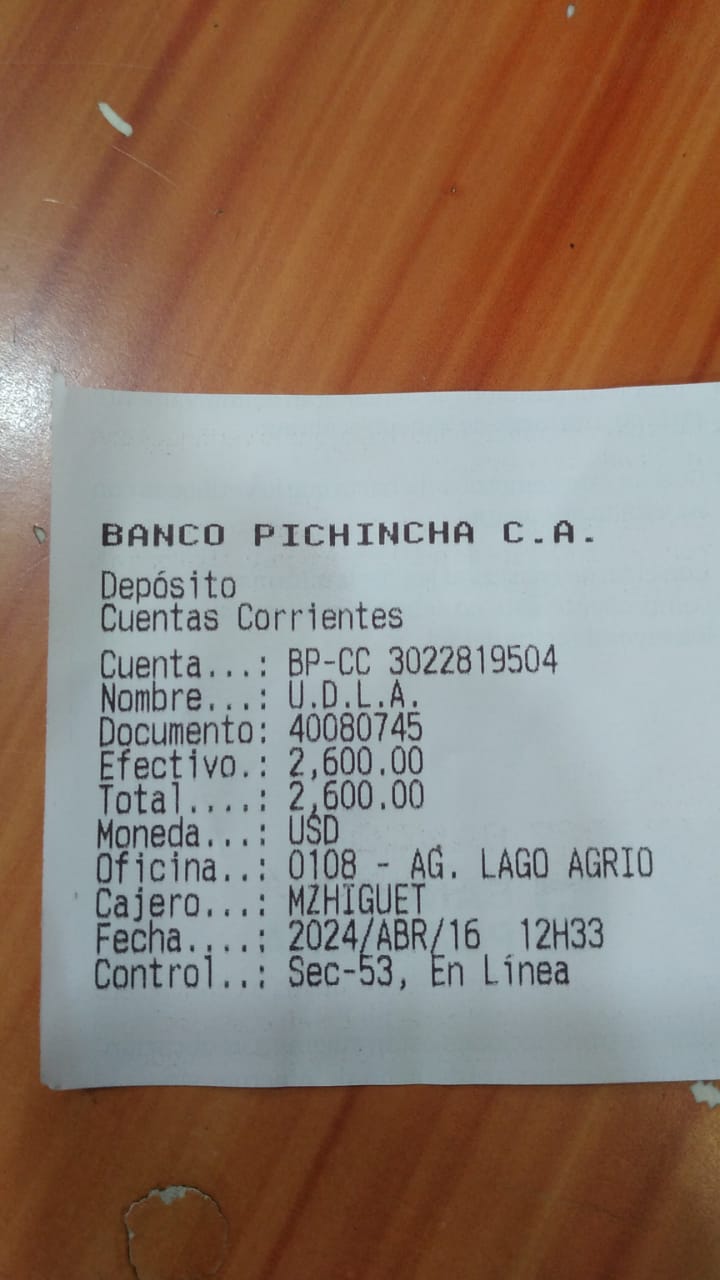 BANCO PICHINCHA C.A.
Depósito
Cuentas Corrientes
Cuenta...: BP-CC 3022819504
Nombre...: U.D.L.A.
Documento: 40080745
Efectivo.: 2,600.00
Total....: 2,600.00
Moneda...: USD
Oficina..: 0108 - AG. LAGO AGRIO
Cajero...: MZHIGUET
Fecha....: 2024/ABR/16 12H33
Control..: Sec-53, En Línea